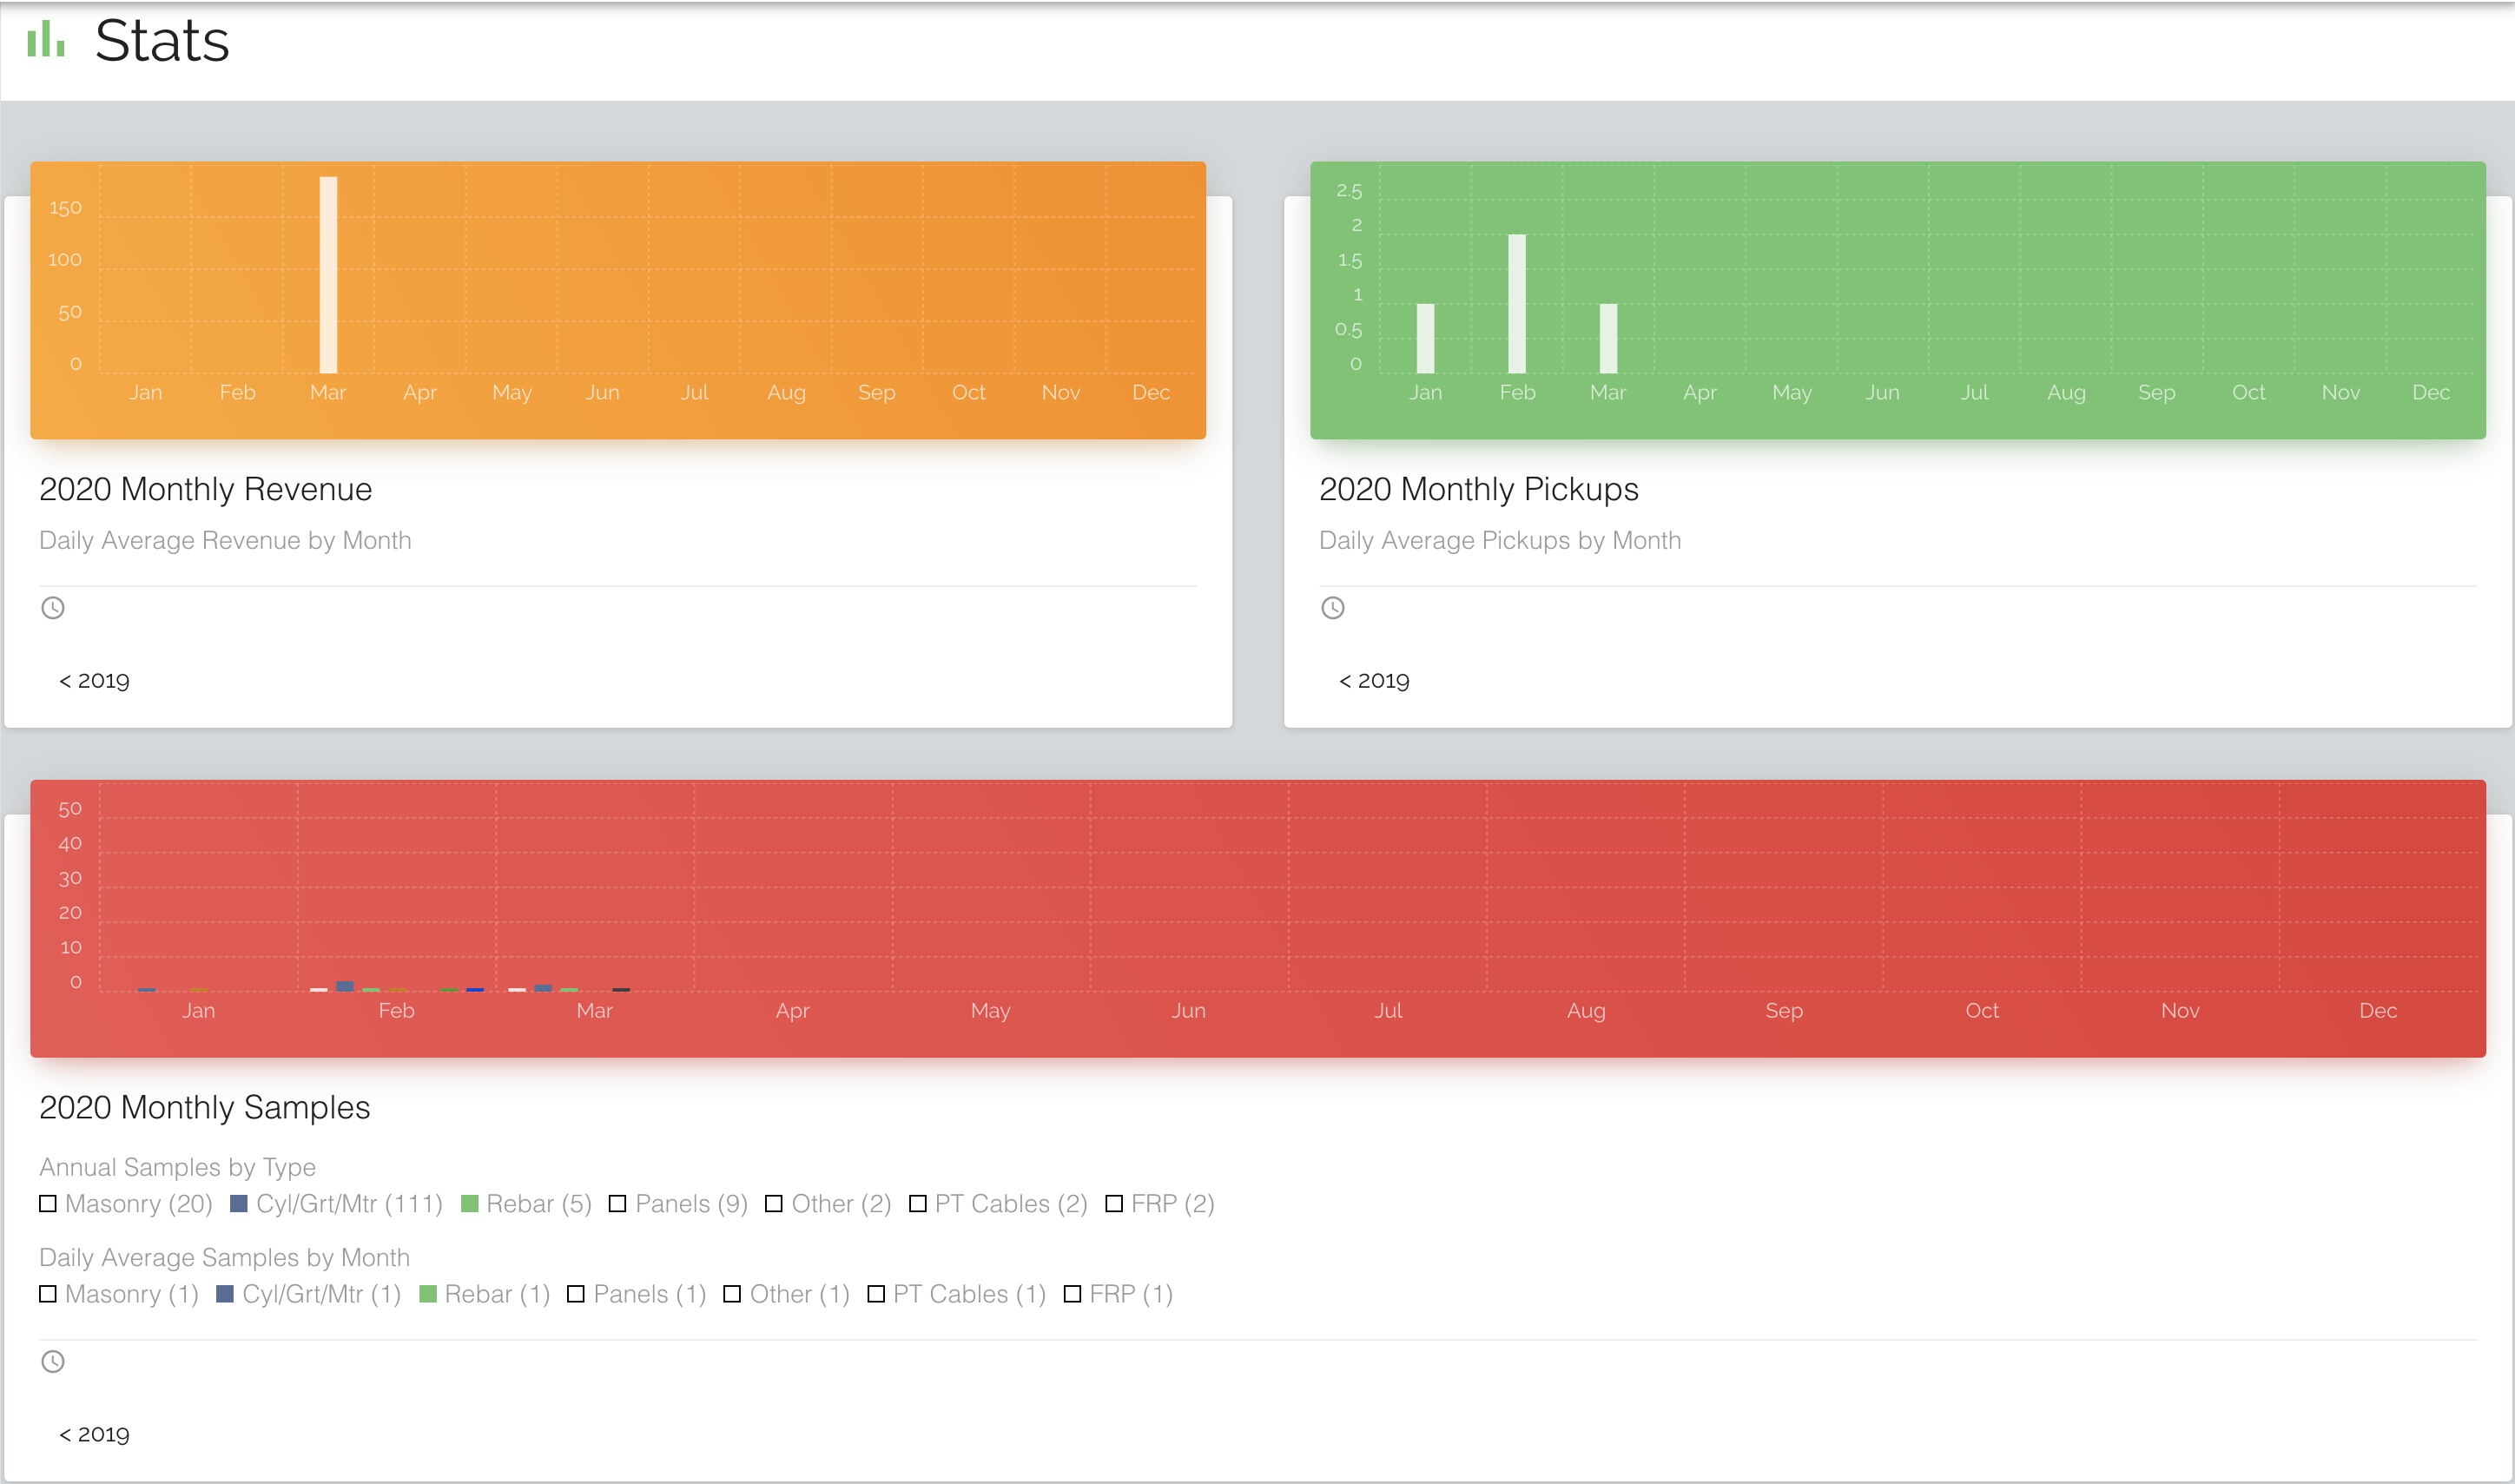 Stats
150
100
50
0
Jan Feb Mar Apr May Jun Jul Aug Sep Oct Nov Dec
2020 Monthly Revenue
Daily Average Revenue by Month
< 2019
2.5
2
1.5
1
0.5
0
Jan Feb Mar Apr May Jun Jul Aug Sep Oct Nov Dec
2020 Monthly Pickups
Daily Average Pickups by Month
< 2019
50
40
30
20
10
0
Jan Feb Mar Apr May Jun Jul Aug Sep Oct Nov Dec
2020 Monthly Samples
Annual Samples by Type
Masonry (20) Cyl/Grt/Mtr (111) Rebar (5) Panels (9) Other (2) PT Cables (2) FRP (2)
Daily Average Samples by Month
Masonry (1) Cyl/Grt/Mtr (1) Rebar (1) Panels (1) Other (1) PT Cables (1) FRP (1)
< 2019